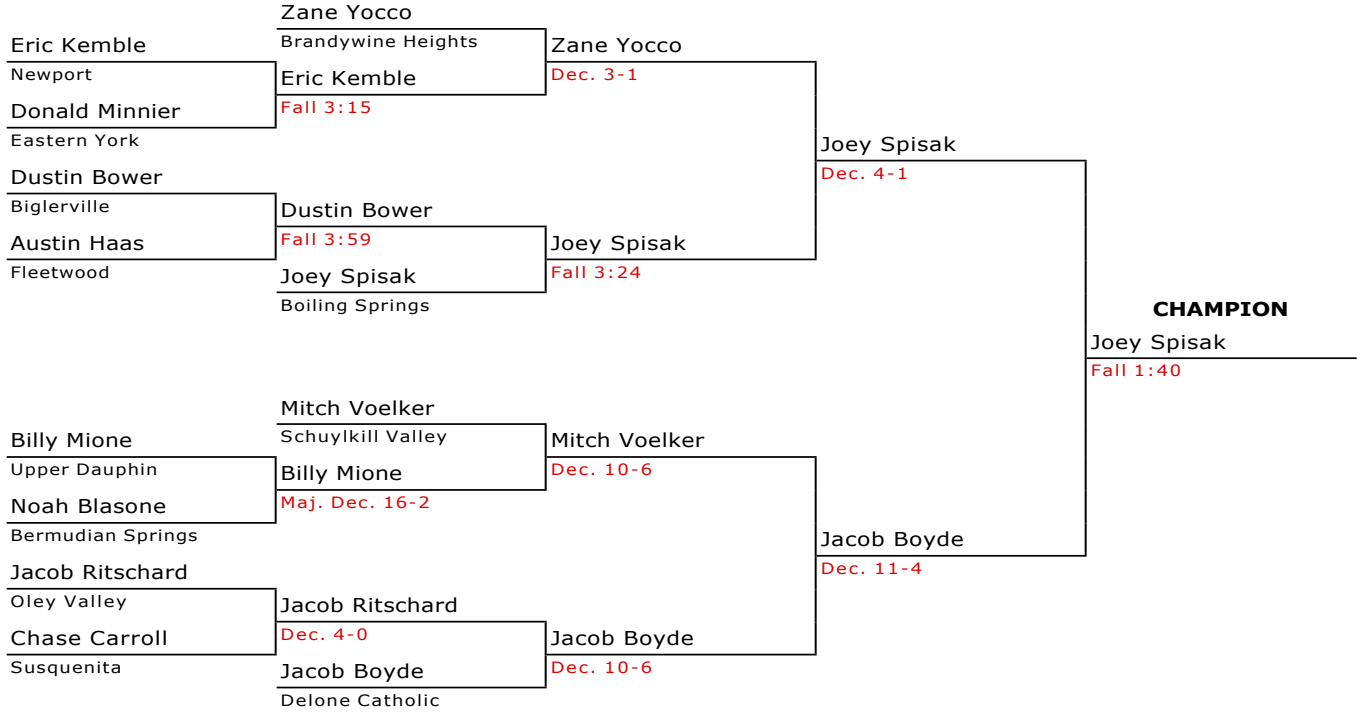 Zane Yocco
Eric Kemble
Brandywine Heights
Zane Yocco
Newport
Eric Kemble
Dec. 3-1
Donald Minnier
Fall 3:15
Eastern York
Joey Spisak
Dustin Bower
Dec. 4-1
Biglerville
Dustin Bower
Austin Haas
Fall 3:59
Joey Spisak
Fleetwood
Joey Spisak
Fall 3:24
Boiling Springs
CHAMPION
Joey Spisak
Fall 1:40
Mitch Voelker
Billy Mione
Schuylkill Valley
Mitch Voelker
Upper Dauphin
Billy Mione
Dec. 10-6
Noah Blasone
Maj. Dec. 16-2
Bermudian Springs
Jacob Boyde
Jacob Ritschard
Dec. 11-4
Oley Valley
Jacob Ritschard
Chase Carroll
Dec. 4-0
Jacob Boyde
Susquenita
Jacob Boyde
Dec. 10-6
Delone Catholic